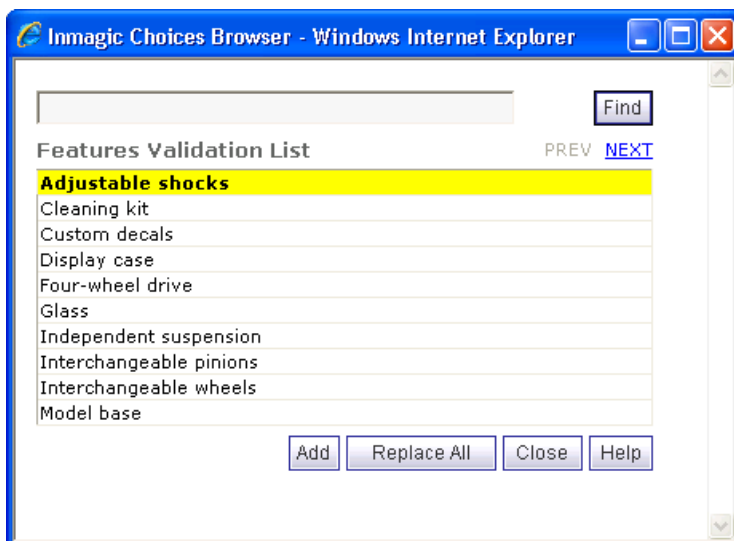 Inmagic Choices Browser - Windows Internet Explorer
Find
Features Validation List PREV NEXT
Adjustable shocks
Cleaning kit
Custom decals
Display case
Four-wheel drive
Glass
Independent suspension
Interchangeable pinions
Interchangeable wheels
Model base
Add Replace All Close Help